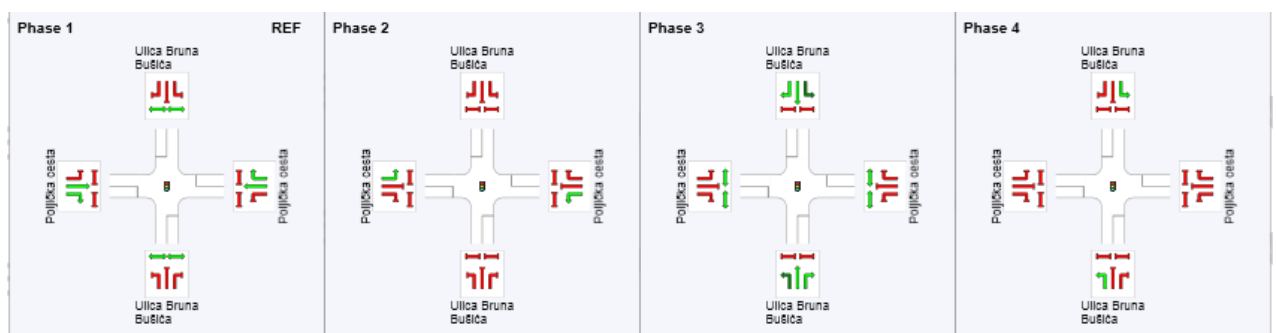 Phase 1
REF
Ulica Bruna
Bušića
Poljička cesta
Poljička cesta
Ulica Bruna
Bušića
Phase 2
Ulica Bruna
Bušića
Poljička cesta
Poljička cesta
Ulica Bruna
Bušića
Phase 3
Ulica Bruna
Bušića
Poljička cesta
Poljička cesta
Ulica Bruna
Bušića
Phase 4
Ulica Bruna
Bušića
Poljička cesta
Poljička cesta
Ulica Bruna
Bušića